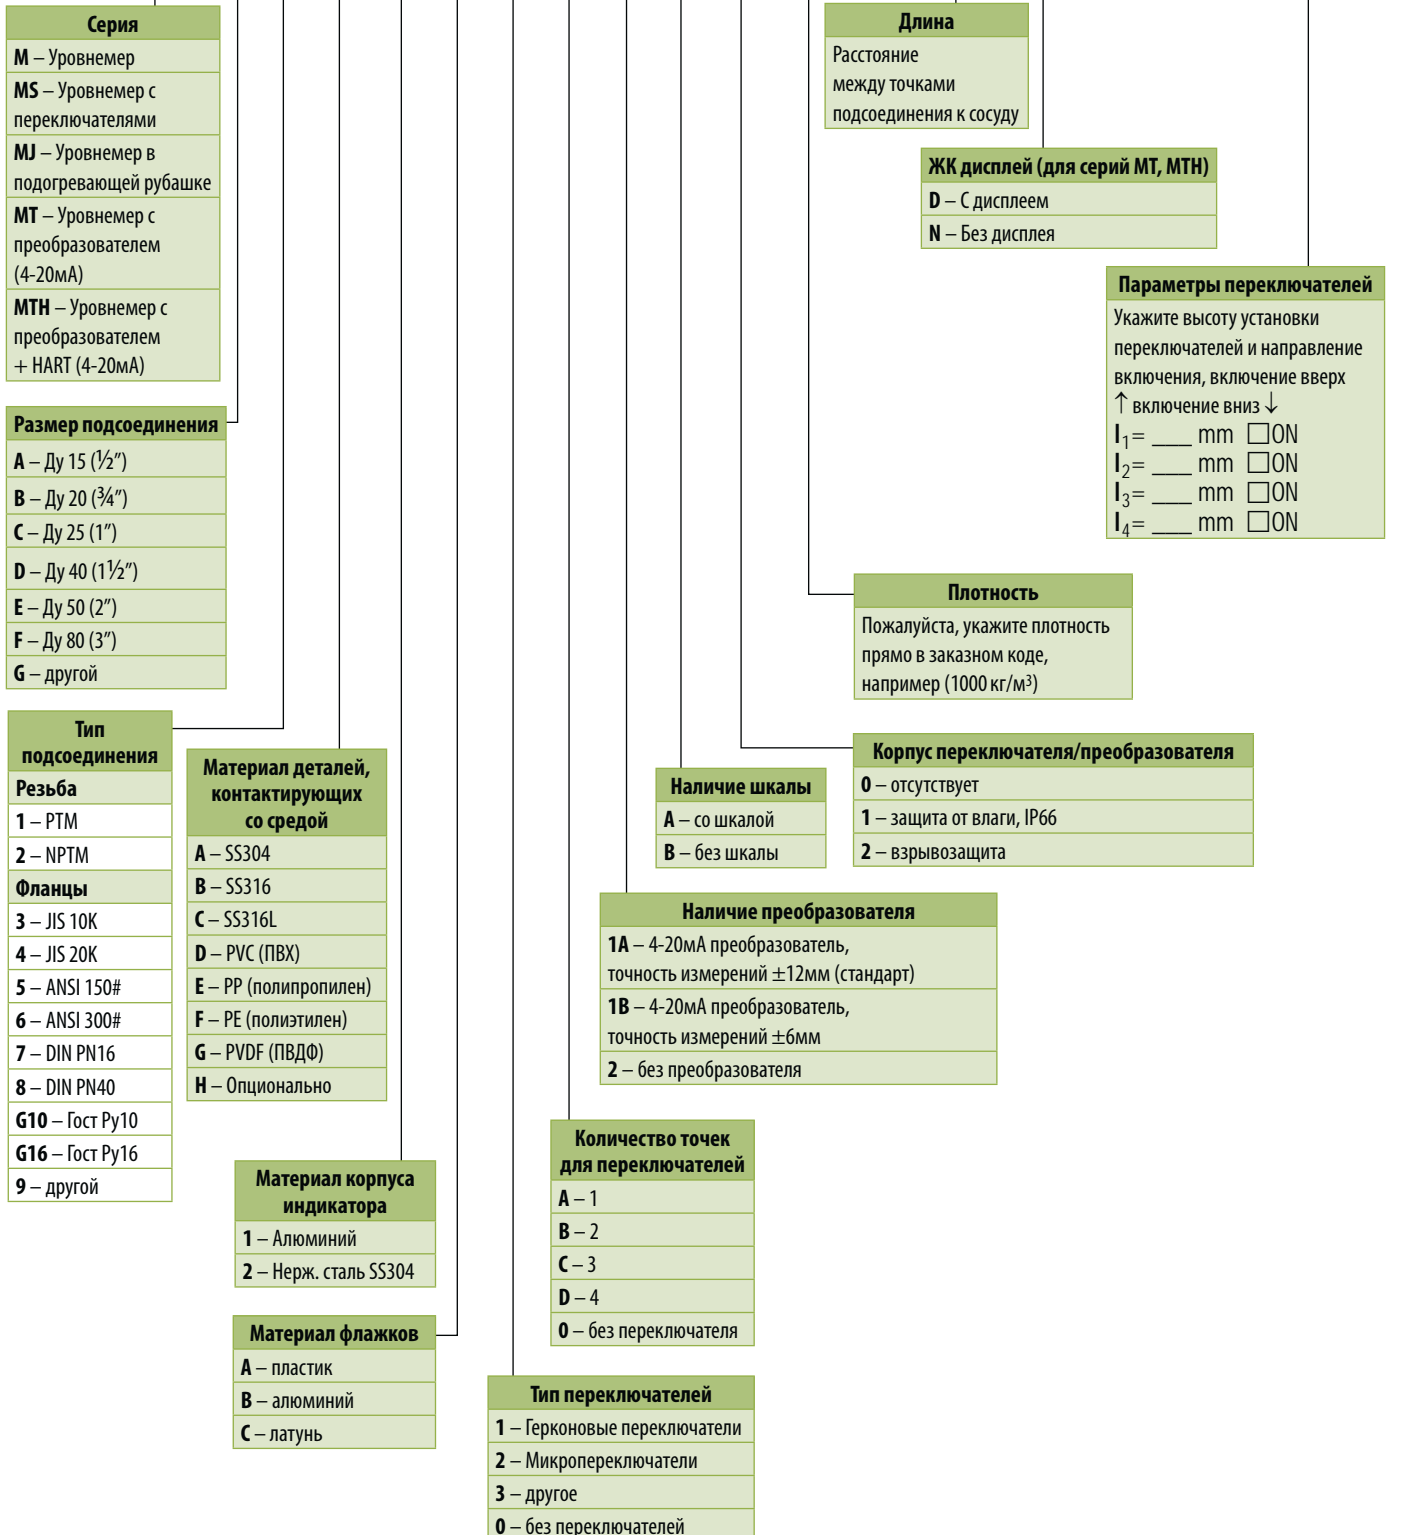 Серия
M – Уровнемер
MS – Уровнемер с
переключателями
MJ – Уровнемер в
подогревающей рубашке
MT – Уровнемер с
преобразователем
(4-20мА)
MTH – Уровнемер с
преобразователем
+ HART (4-20мА)
Размер подсоединения
A – Ду 15 (½”)
B – Ду 20 (¾”)
C – Ду 25 (1”)
D – Ду 40 (1½”)
E – Ду 50 (2”)
F – Ду 80 (3”)
G – другой
Тип
подсоединения
Резьба
1 – PTM
2 – NPTM
Фланцы
3 – JIS 10K
4 – JIS 20K
5 – ANSI 150#
6 – ANSI 300#
7 – DIN PN16
8 – DIN PN40
G10 – Гост Ру10
G16 – Гост Ру16
9 – другой
Материал деталей,
контактирующих
со средой
A – SS304
B – SS316
C – SS316L
D – PVC (ПВХ)
E – PP (полипропилен)
F – PE (полиэтилен)
G – PVDF (ПВДФ)
H – Опционально
Материал корпуса
индикатора
1 – Алюминий
2 – Нерж. сталь SS304
Материал флажков
A – пластик
B – алюминий
C – латунь
Тип переключателей
1 – Герконовые переключатели
2 – Микропереключатели
3 – другое
0 – без переключателей
Количество точек
для переключателей
A – 1
B – 2
C – 3
D – 4
0 – без переключателя
Наличие преобразователя
1A – 4-20мА преобразователь,
точность измерений ±12мм (стандарт)
1B – 4-20мА преобразователь,
точность измерений ±6мм
2 – без преобразователя
Наличие шкалы
A – со шкалой
B – без шкалы
Корпус переключателя/преобразователя
0 – отсутствует
1 – защита от влаги, IP66
2 – взрывозащита
Плотность
Пожалуйста, укажите плотность
прямо в заказном коде,
например (1000 кг/м³)
Длина
Расстояние
между точками
подсоединения к сосуду
ЖК дисплей (для серий MT, MTH)
D – С дисплеем
N – Без дисплея
Параметры переключателей
Укажите высоту установки
переключателей и направление
включения, включение вверх
↑ включение вниз ↓
I₁= ___ mm □ON
I₂= ___ mm □ON
I₃= ___ mm □ON
I₄= ___ mm □ON